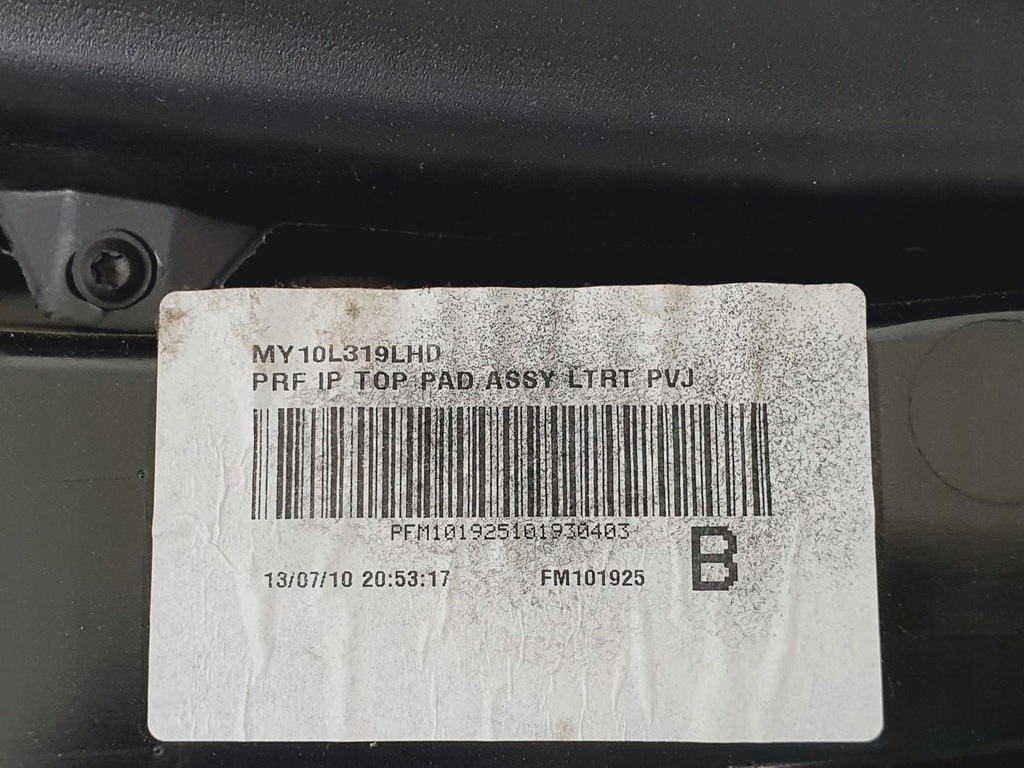 MY10L319LHD
PRF IP TOP PAD ASSY LTRT PVJ
PFM101925101930403
B
13/07/10 20:53:17 FM101925